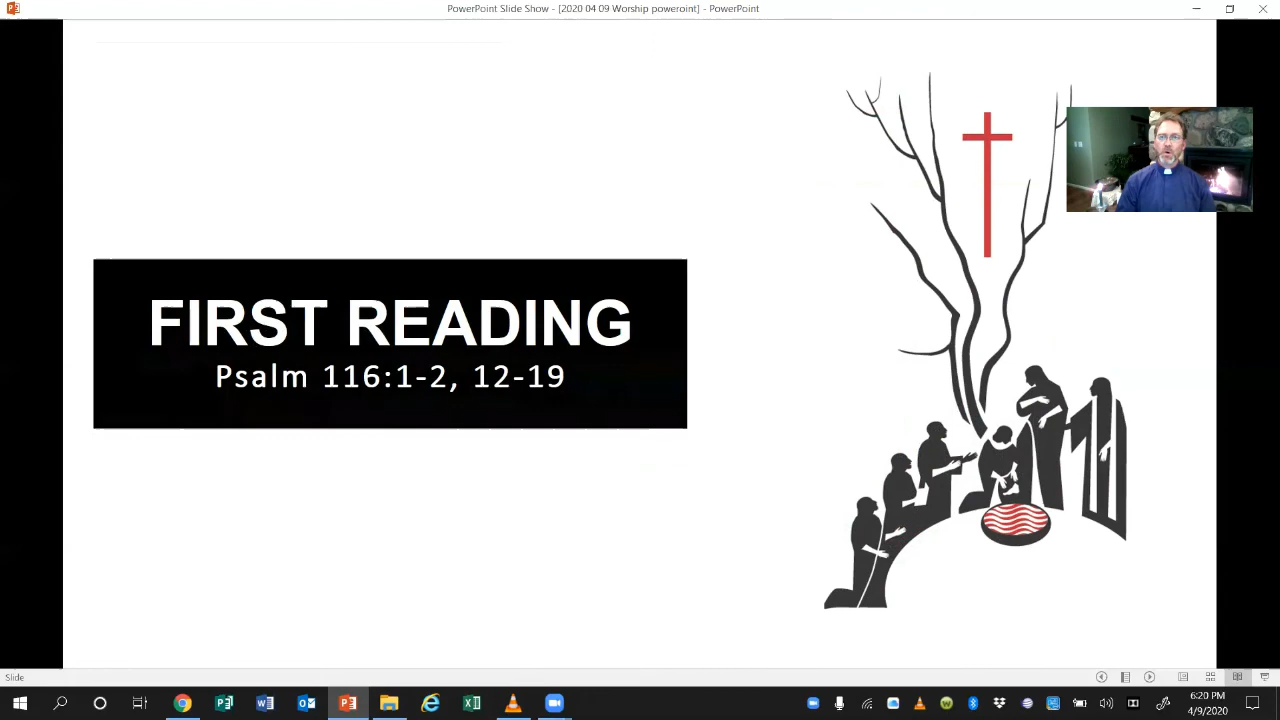 PowerPoint Slide Show - [2020 04 09 Worship poweroint] - PowerPoint
FIRST READING
Psalm 116:1-2, 12-19
Slide
6:20 PM
4/9/2020